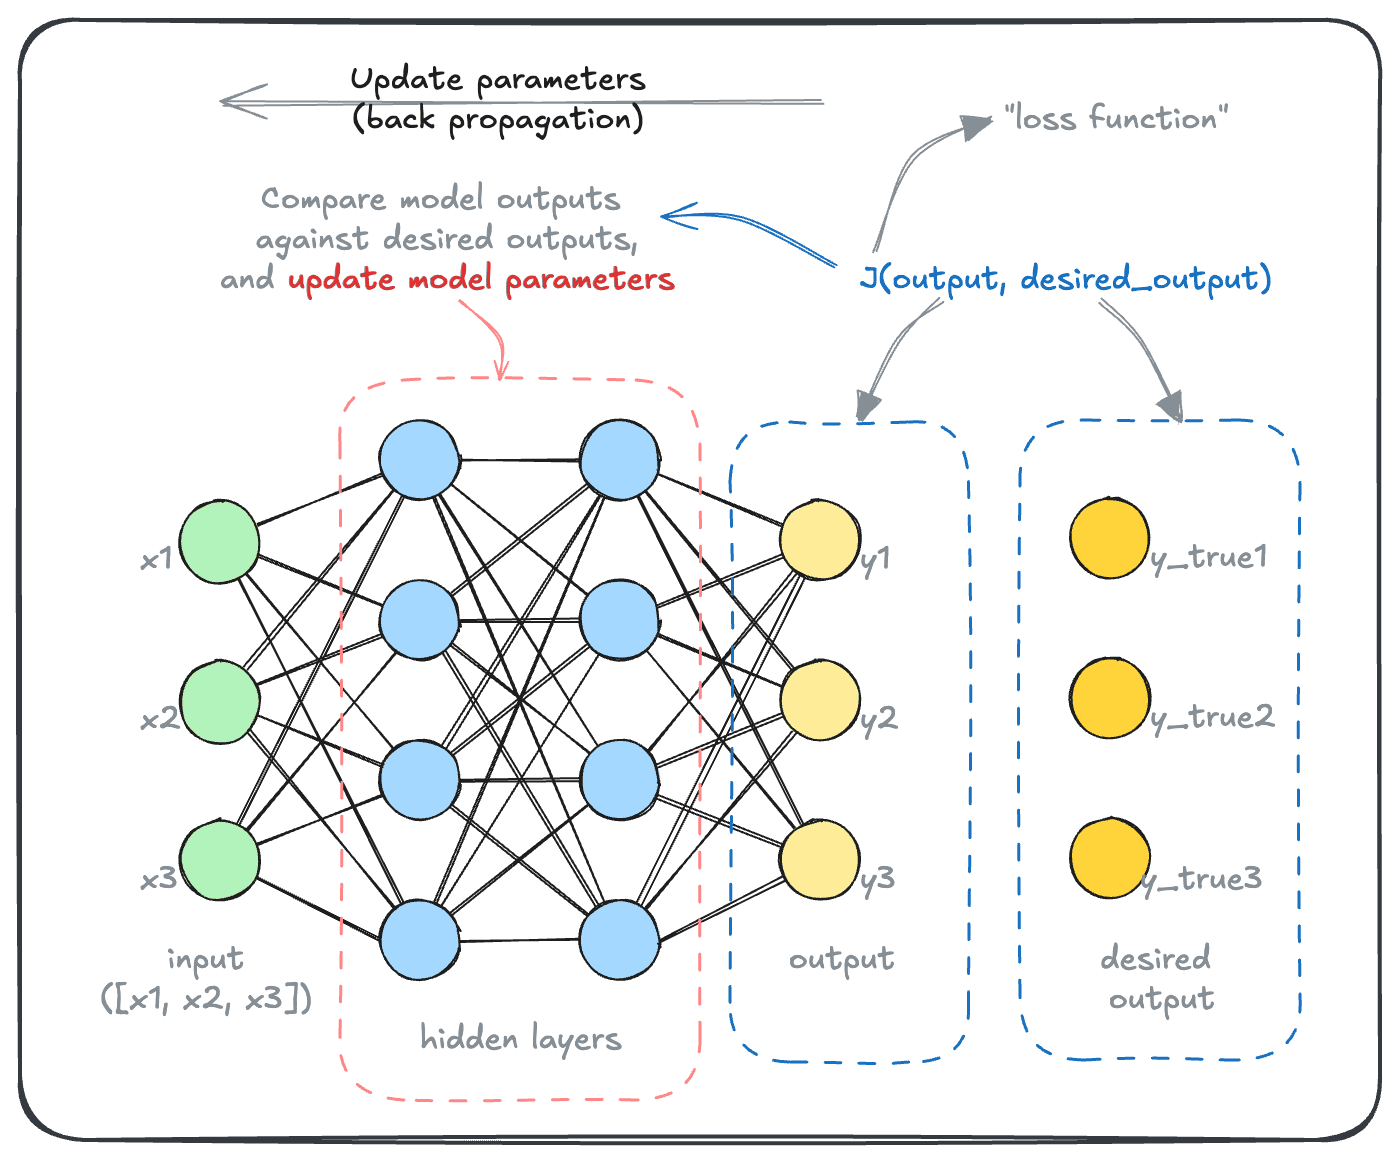 Update parameters
(back propagation)
"loss function"
Compare model outputs
against desired outputs,
and update model parameters
J(output, desired_output)
x1
y1
y_true1
x2
y2
y_true2
x3
y3
y_true3
input
([x1, x2, x3])
output
desired
output
hidden layers